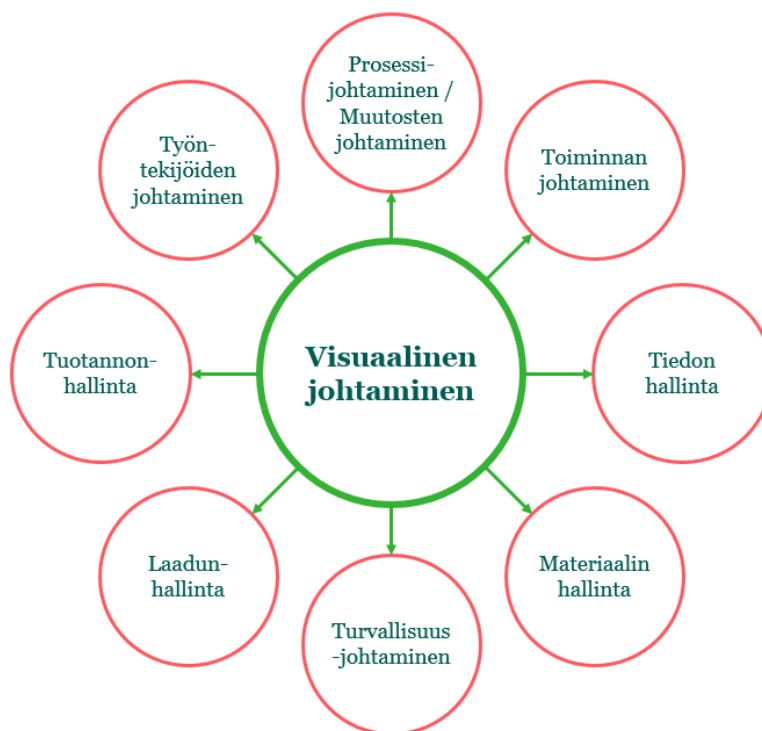 Prosessi-
johtaminen /
Muutosten
johtaminen
Työn-
tekijöiden
johtaminen
Toiminnan
johtaminen
Visuaalinen
johtaminen
Tuotannon-
hallinta
Tiedon
hallinta
Laadun-
hallinta
Materiaalin
hallinta
Turvallisuus
-johtaminen